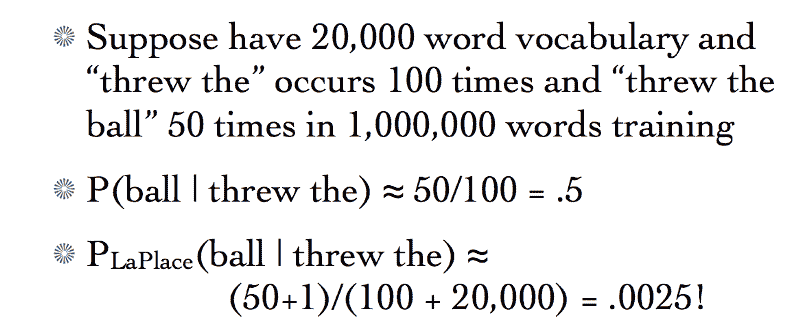 Suppose have 20,000 word vocabulary and
“threw the” occurs 100 times and “threw the
ball” 50 times in 1,000,000 words training
P(ball | threw the) ≈ 50/100 = .5
PLaPlace(ball | threw the) ≈
(50+1)/(100 + 20,000) = .0025!